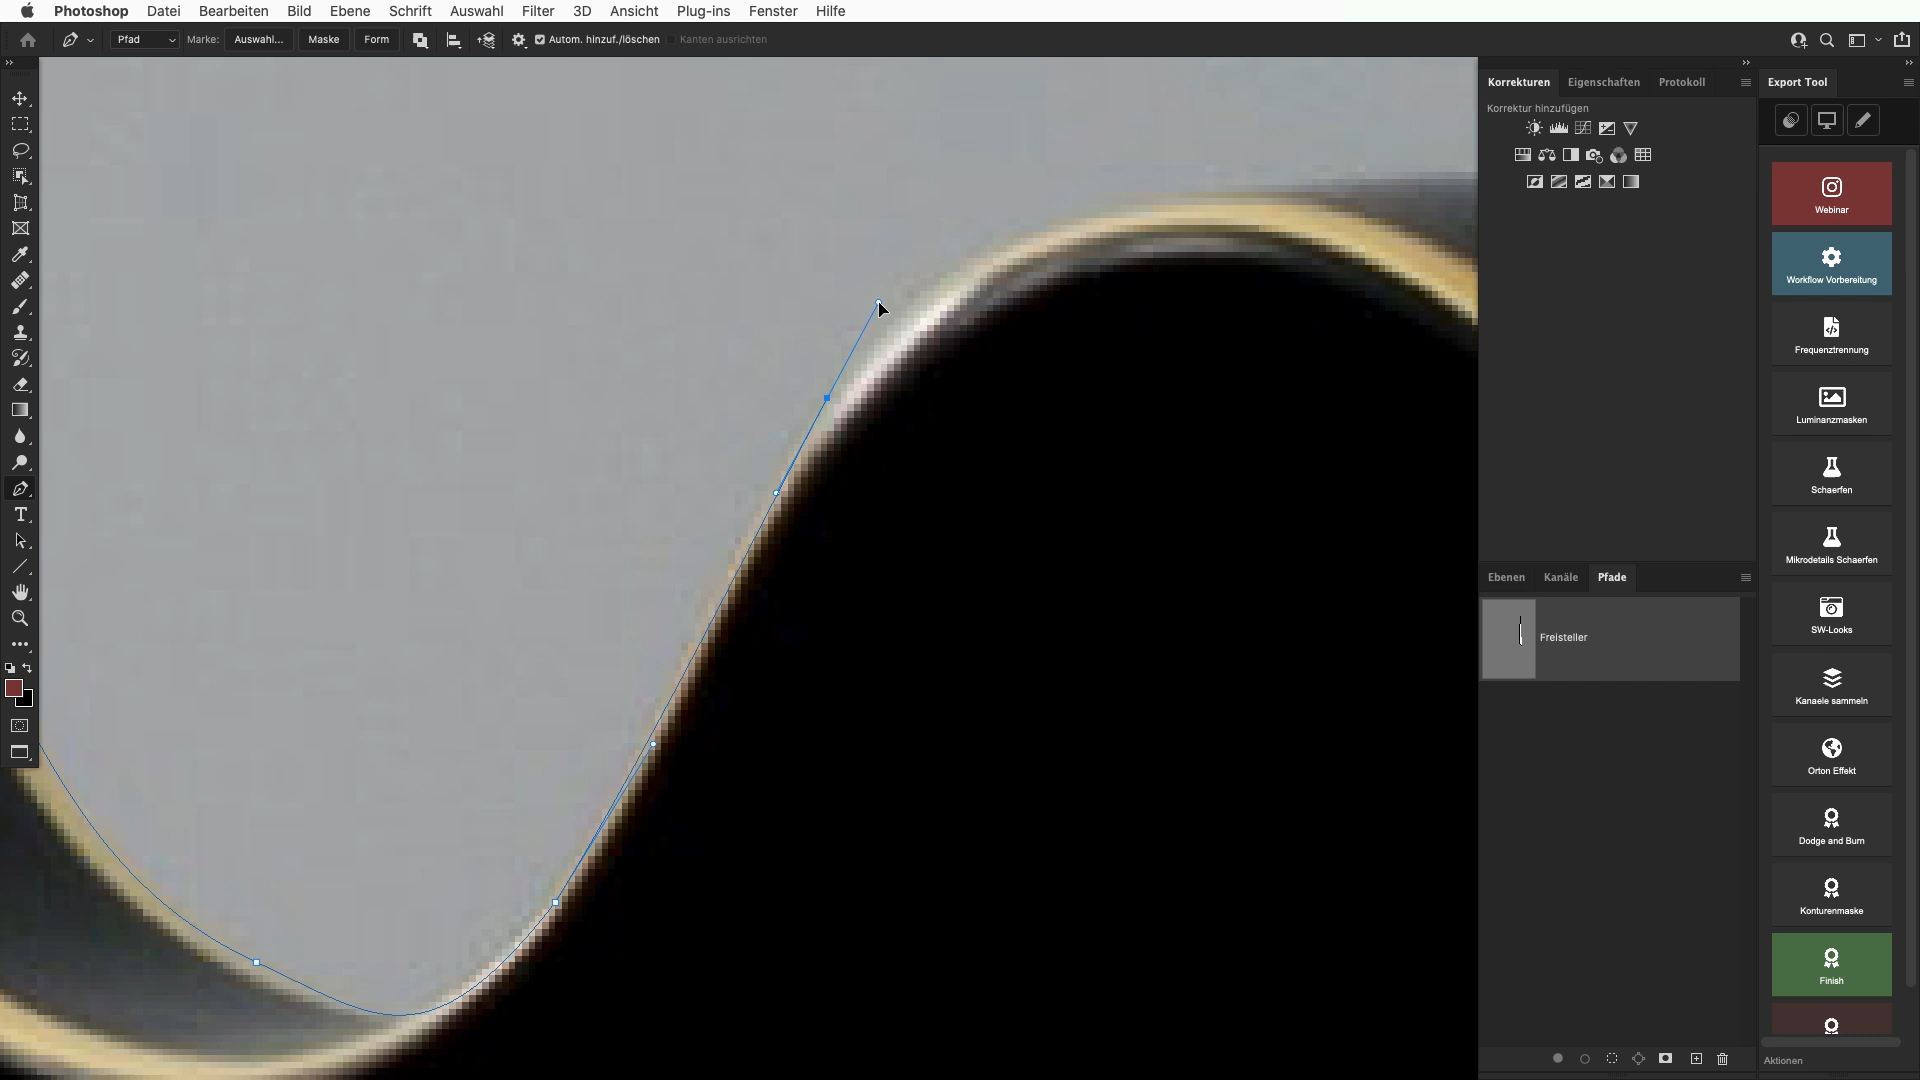 Photoshop Datei Bearbeiten Bild Ebene Schrift Auswahl Filter 3D Ansicht Plug-ins Fenster Hilfe
Pfad Marke: Auswahl... Maske Form Autom. hinzuf./löschen Kanten ausrichten
Korrekturen Eigenschaften Protokoll
Korrektur hinzufügen
Ebenen Kanäle Pfade
Freisteller
Export Tool
Webinar
Workflow Vorbereitung
Frequenztrennung
Luminanzmasken
Schaerfen
Mikrodetails Schaerfen
SW-Looks
Kanaele sammeln
Orton Effekt
Dodge and Burn
Konturenmaske
Finish
Aktionen